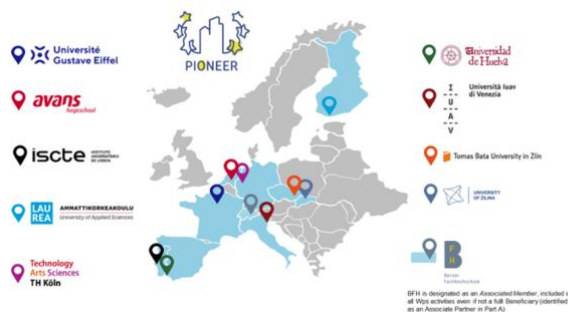 Université
Gustave Eiffel
PIONEER
Universidad
de Huelva
avans
hogeschool
I
U
A
V
Università Iuav
di Venezia
iscte
INSTITUTO
UNIVERSITÁRIO
DE LISBOA
Tomas Bata University in Zlín
LAU
REA
AMMATTIKORKEAKOULU
University of Applied Sciences
UNIVERSITY
OF ŽILINA
Technology
Arts Sciences
TH Köln
B
F
H
Berner
Fachhochschule
BFH is designated as an Associated Member, included in
all Wps activities even if not a full Beneficiary (identified
as an Associate Partner in Part A)